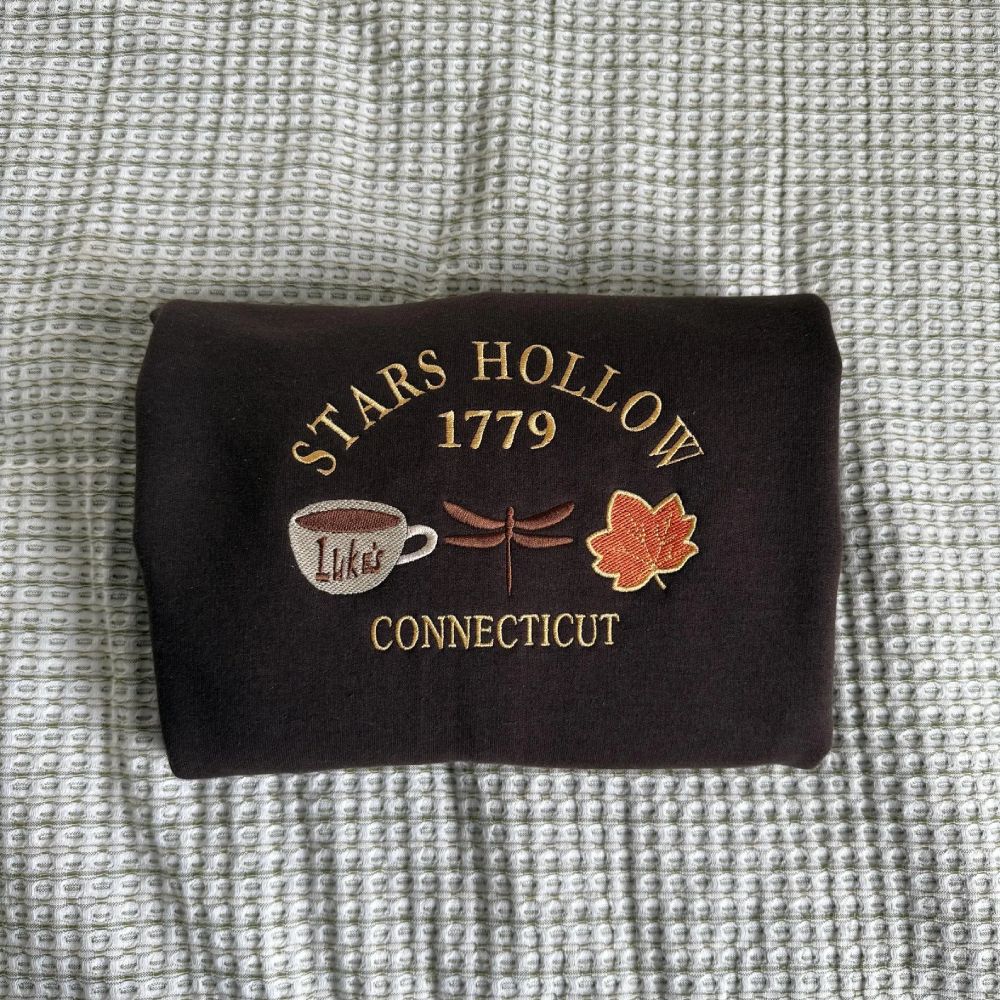 STARS HOLLOW
1779
Luke's
CONNECTICUT